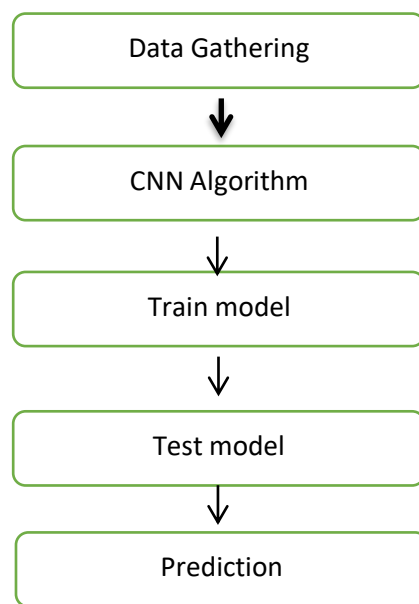 Data Gathering
CNN Algorithm
Train model
Test model
Prediction